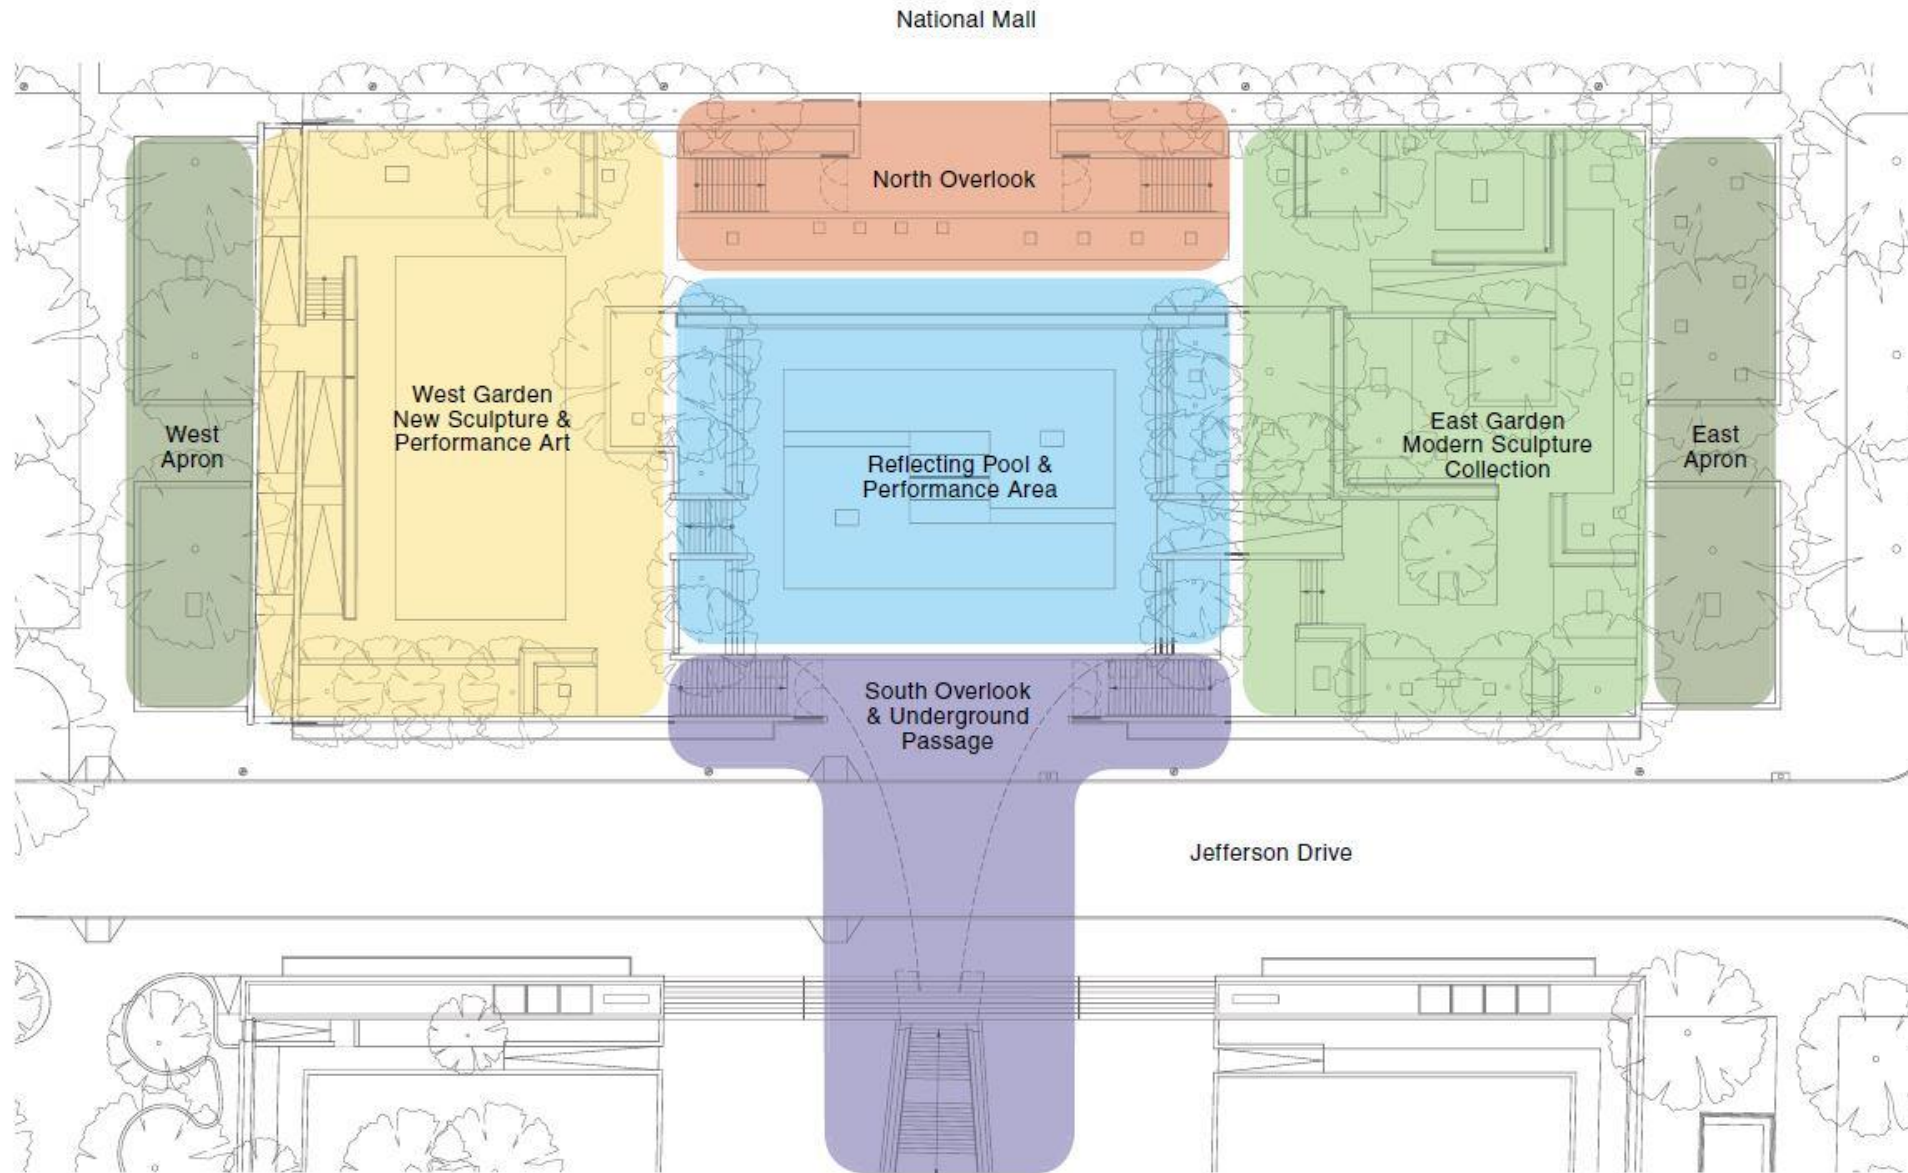 National Mall
North Overlook
West
Apron
West Garden
New Sculpture &
Performance Art
Reflecting Pool &
Performance Area
East Garden
Modern Sculpture
Collection
East
Apron
South Overlook
& Underground
Passage
Jefferson Drive